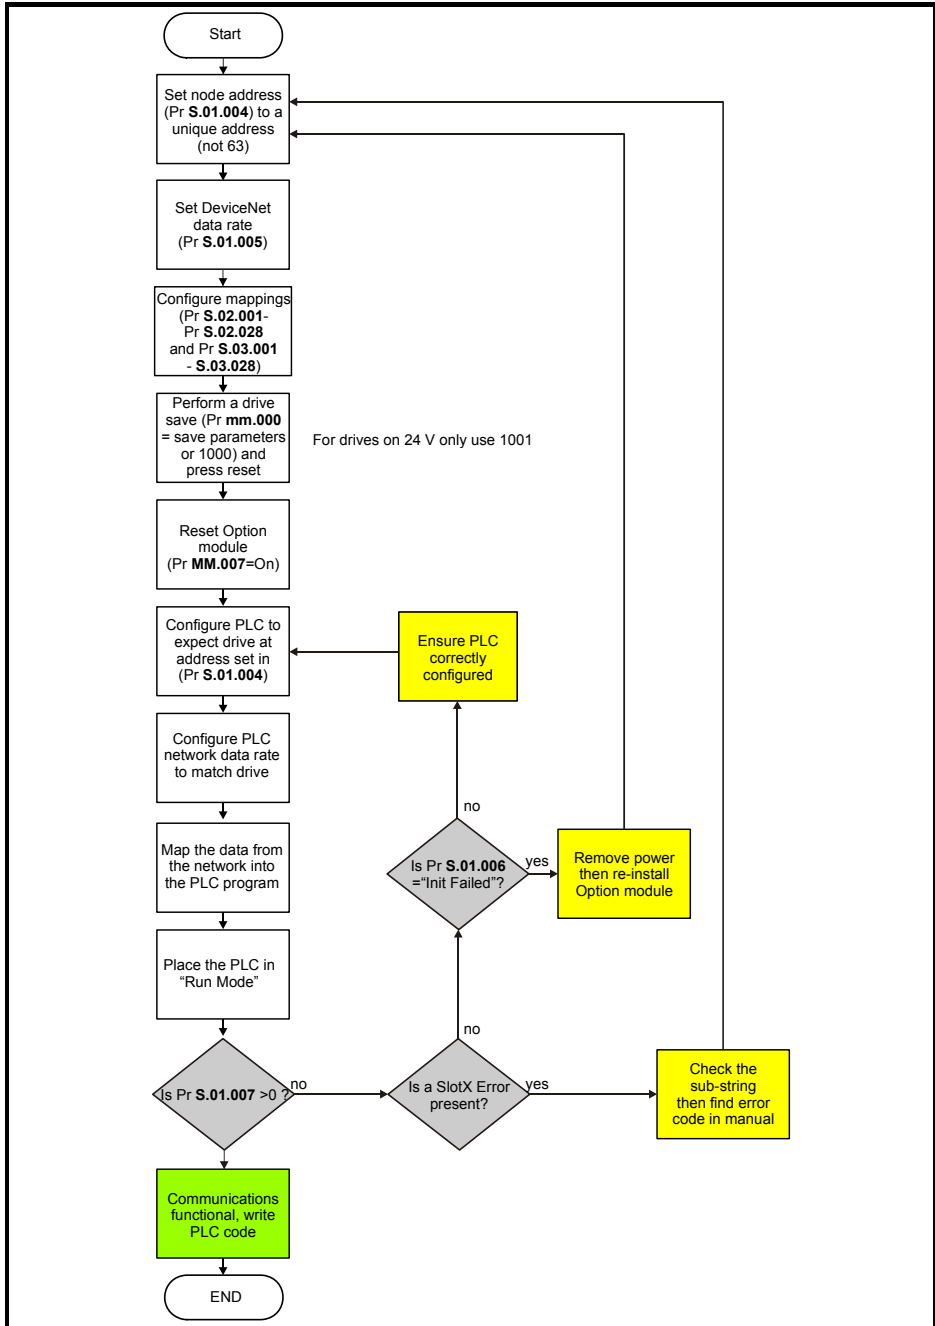 Start
Set node address
(Pr S.01.004) to a
unique address
(not 63)
Set DeviceNet
data rate
(Pr S.01.005)
Configure mappings
(Pr S.02.001-
Pr S.02.028
and Pr S.03.001
- S.03.028)
Perform a drive
save (Pr mm.000
= save parameters
or 1000) and
press reset
For drives on 24 V only use 1001
Reset Option
module
(Pr MM.007=On)
Configure PLC to
expect drive at
address set in
(Pr S.01.004)
Ensure PLC
correctly
configured
Configure PLC
network data rate
to match drive
no
Map the data from
the network into
the PLC program
Is Pr S.01.006
="Init Failed"?
yes
Remove power
then re-install
Option module
Place the PLC in
“Run Mode”
no
Is Pr S.01.007 >0 ?
no
Is a SlotX Error
present?
yes
Check the
sub-string
then find error
code in manual
Communications
functional, write
PLC code
END